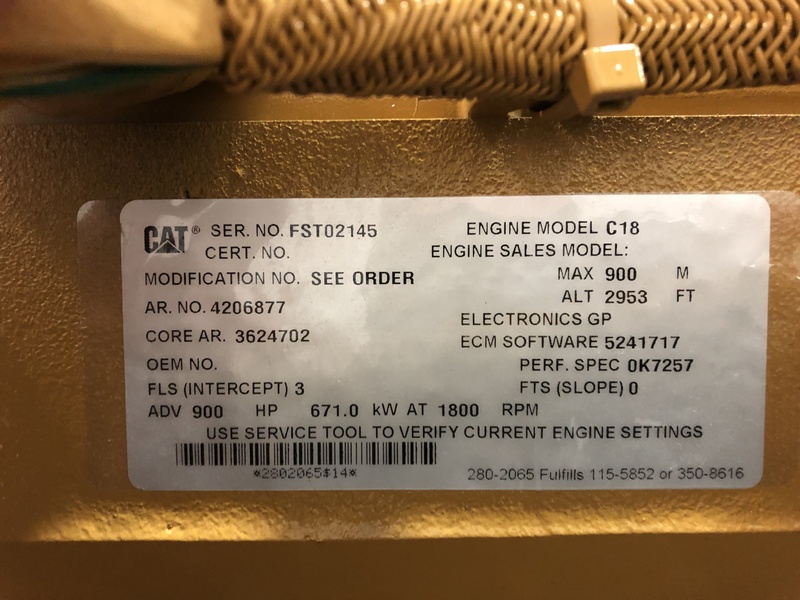 CAT® SER. NO. FST02145 ENGINE MODEL C18
CERT. NO. ENGINE SALES MODEL:
MODIFICATION NO. SEE ORDER MAX 900 M
ALT 2953 FT
AR. NO. 4206877
ELECTRONICS GP
CORE AR. 3624702 ECM SOFTWARE 5241717
OEM NO. PERF. SPEC 0K7257
FLS (INTERCEPT) 3 FTS (SLOPE) 0
ADV 900 HP 671.0 kW AT 1800 RPM
USE SERVICE TOOL TO VERIFY CURRENT ENGINE SETTINGS
*2802065$14*
280-2065 Fulfills 115-5852 or 350-8616